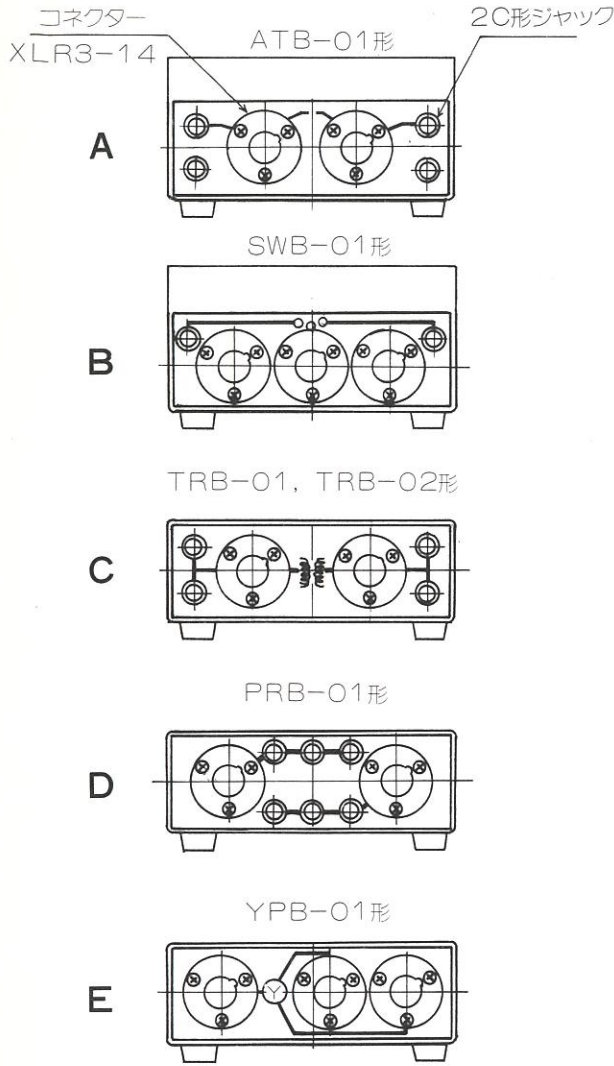 コネクター
XLR3-14
ATB-01形
2C形ジャック
A
SWB-01形
B
TRB-01, TRB-02形
C
PRB-01形
D
YPB-01形
E
Y